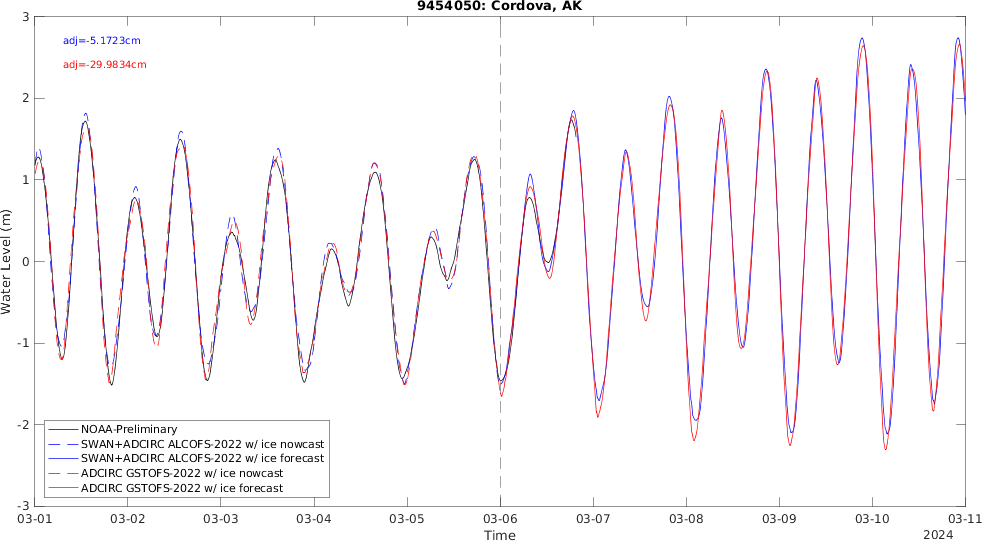 9454050: Cordova, AK
adj=-5.1723cm
adj=-29.9834cm
Water Level (m)
3
2
1
0
-1
-2
-3
NOAA-Preliminary
SWAN+ADCIRC ALCOFS-2022 w/ ice nowcast
SWAN+ADCIRC ALCOFS-2022 w/ ice forecast
ADCIRC GSTOFS-2022 w/ ice nowcast
ADCIRC GSTOFS-2022 w/ ice forecast
03-01 03-02 03-03 03-04 03-05 03-06 03-07 03-08 03-09 03-10 03-11
Time
2024